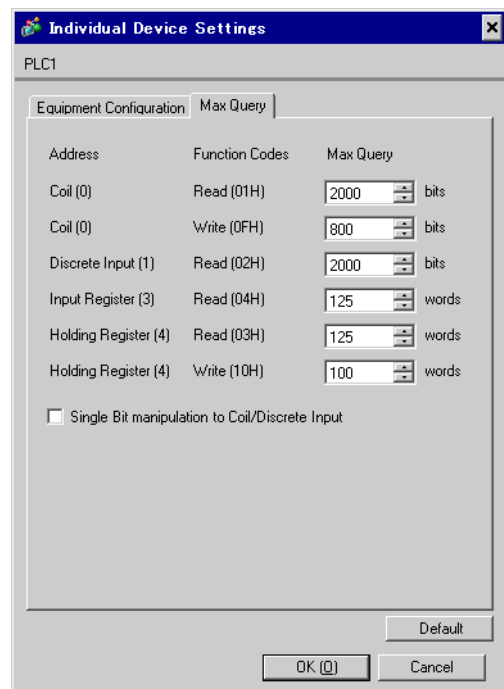 Individual Device Settings
PLC1
Equipment Configuration Max Query
Address Function Codes Max Query
Coil (0) Read (01H) 2000 bits
Coil (0) Write (0FH) 800 bits
Discrete Input (1) Read (02H) 2000 bits
Input Register (3) Read (04H) 125 words
Holding Register (4) Read (03H) 125 words
Holding Register (4) Write (10H) 100 words
Single Bit manipulation to Coil/Discrete Input
Default
OK (O) Cancel